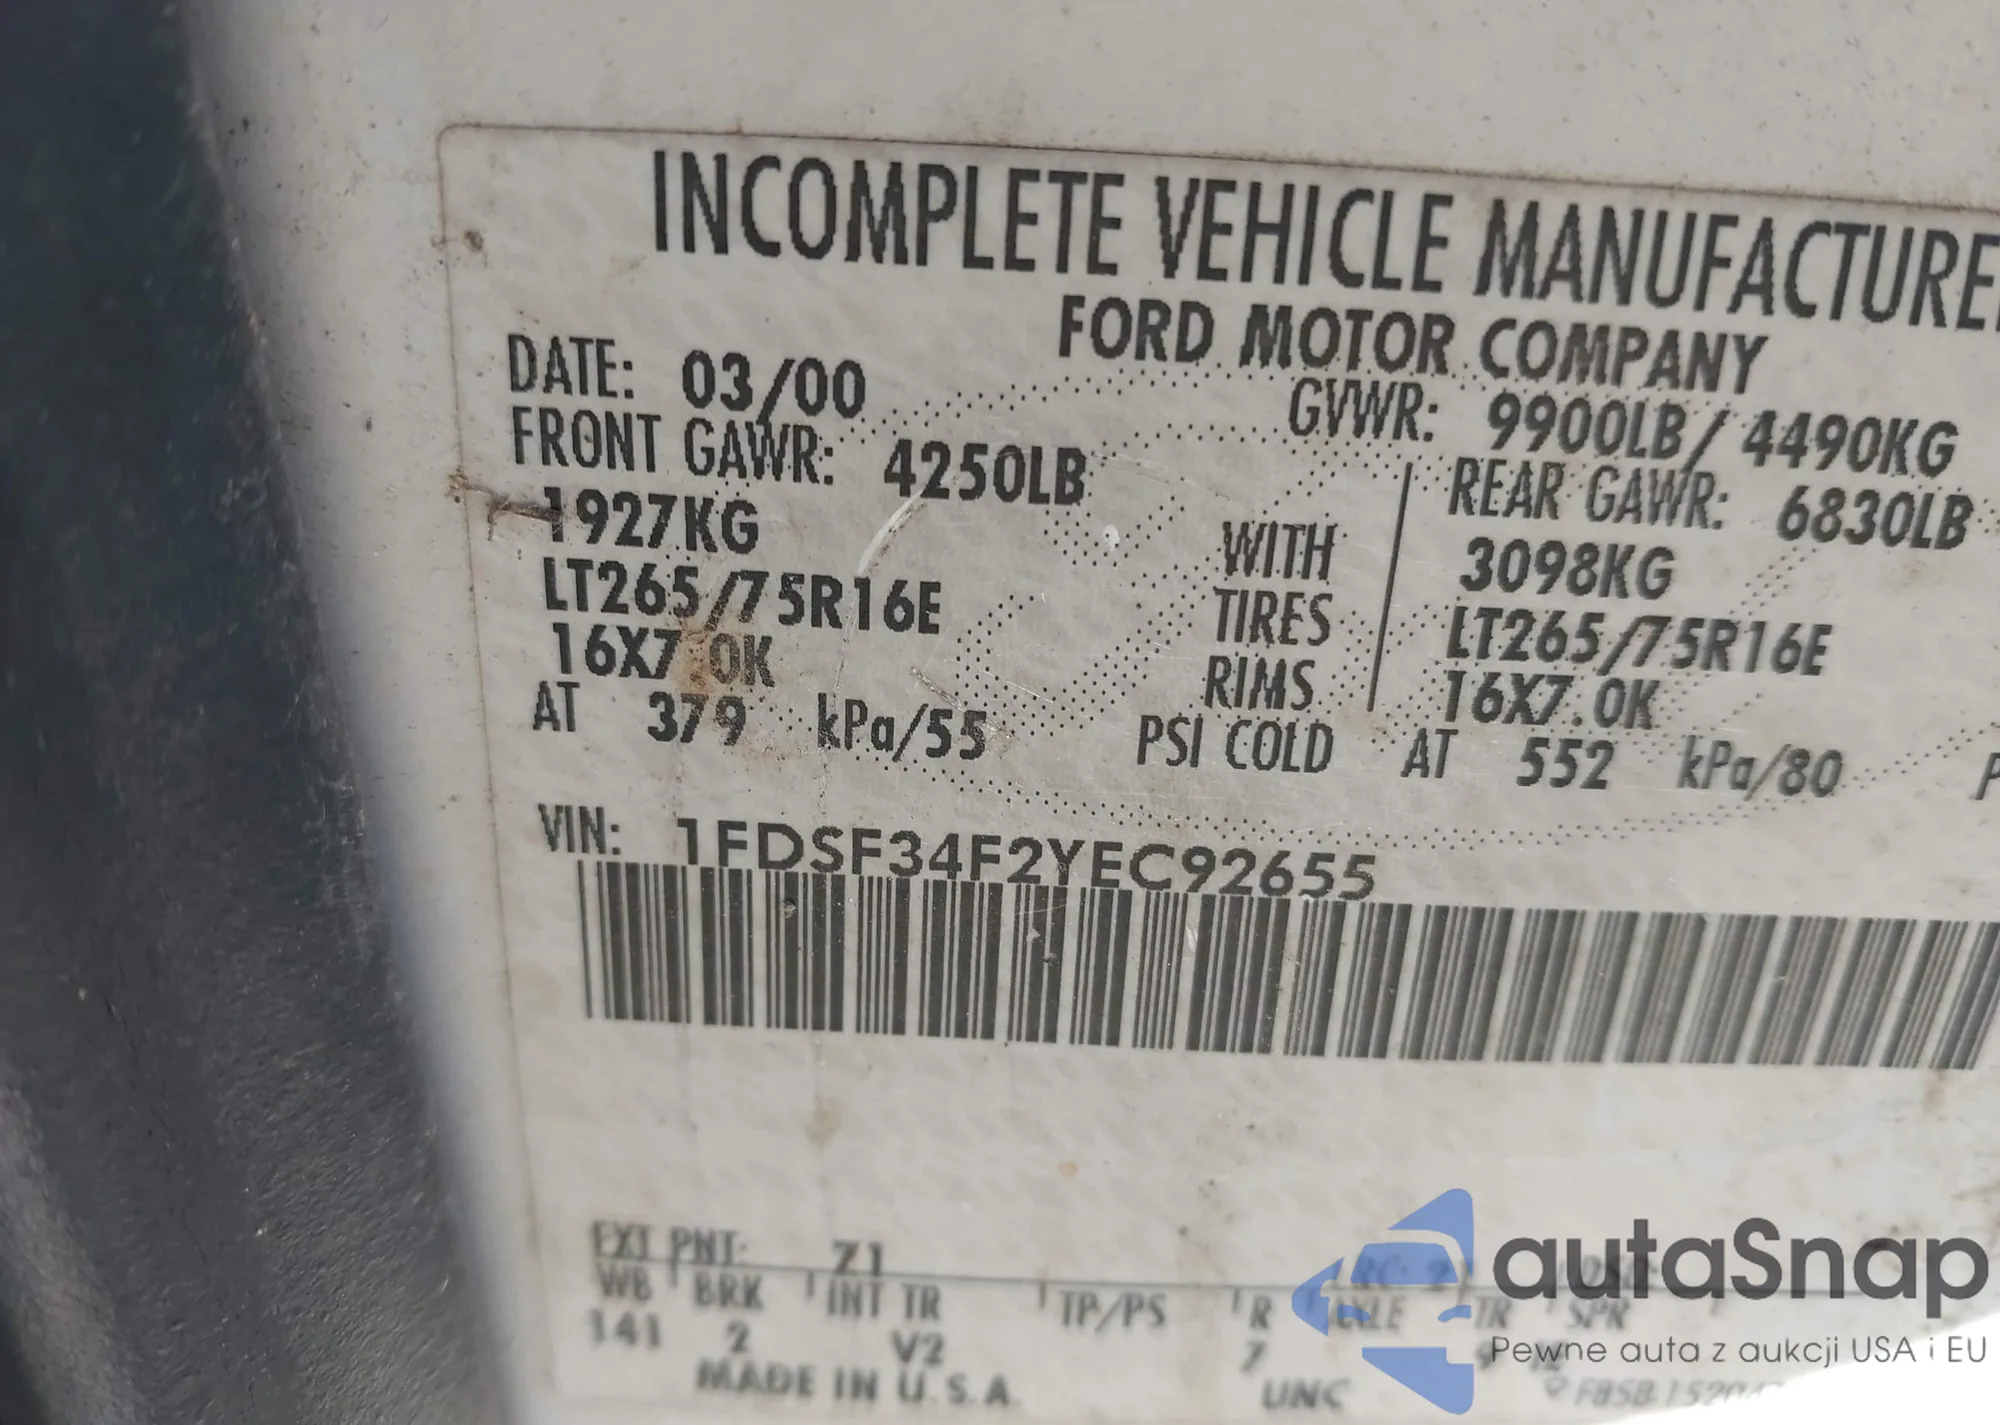 INCOMPLETE VEHICLE MANUFACTURE
FORD MOTOR COMPANY
DATE: 03/00 GVWR: 9900LB/ 4490KG
FRONT GAWR: 4250LB REAR GAWR: 6830LB
1927KG WITH 3098KG
LT265/75R16E TIRES LT265/75R16E
16X7.0K RIMS 16X7.0K
AT 379 kPa/55 PSI COLD AT 552 kPa/80 P
VIN: 1FDSF34F2YEC92655
EXT PNT: Z1
WB BRK INT TR TP/PS R AXLE TR SPR
141 2 V2 7
MADE IN U.S.A. UNC
autaSnap
Pewne auta z aukcji USA i EU